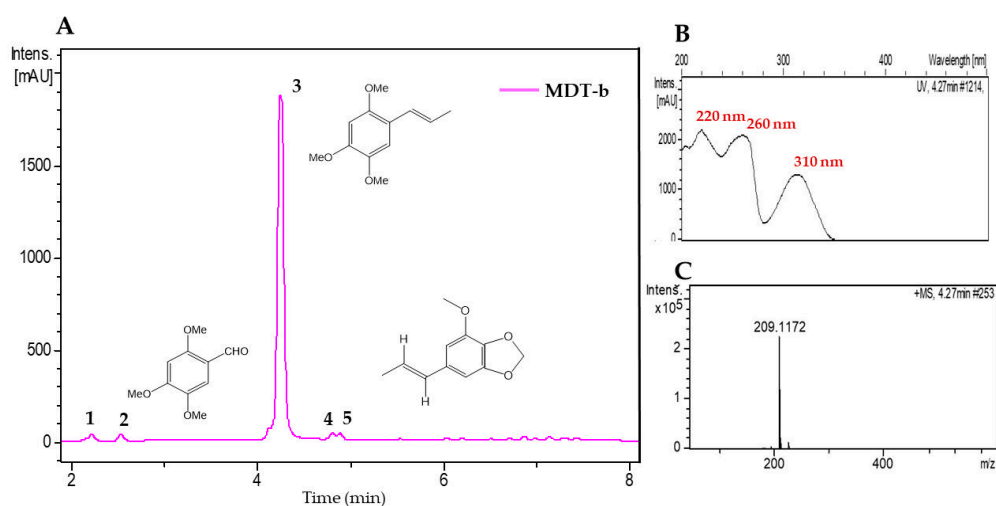 A
Intens.
[mAU]
1500
1000
500
0
2
4
6
8
Time (min)
MDT-b
1
2
3
4
5
OMe
MeO
OMe
OMe
CHO
MeO
OMe
O
H
H
O
O
B
200
300
400
Wavelength [nm]
Intens.
[mAU]
2000
1000
0
UV, 4.27min #1214,
220 nm
260 nm
310 nm
C
Intens.
x10⁵
2
1
0
+MS, 4.27min #253
209.1172
200
400
m/z